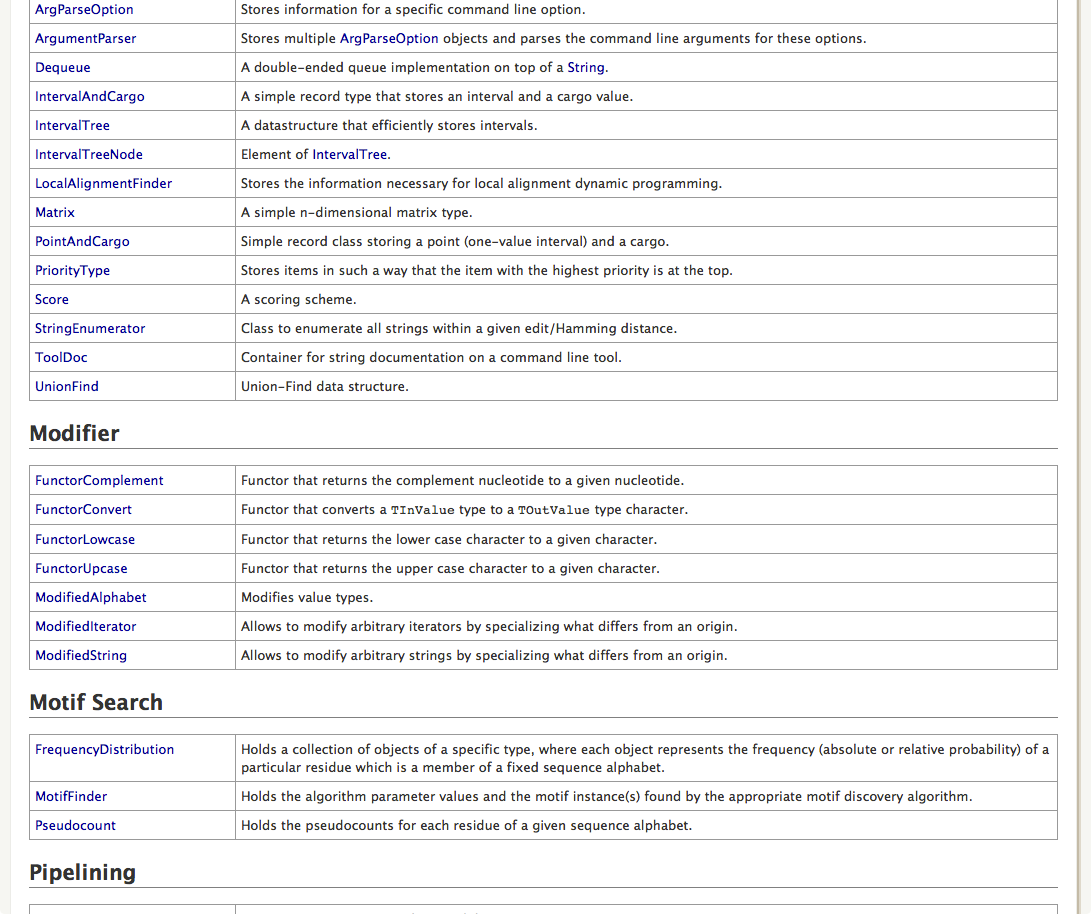 ArgParseOption Stores information for a specific command line option.
ArgumentParser Stores multiple ArgParseOption objects and parses the command line arguments for these options.
Dequeue A double-ended queue implementation on top of a String.
IntervalAndCargo A simple record type that stores an interval and a cargo value.
IntervalTree A datastructure that efficiently stores intervals.
IntervalTreeNode Element of IntervalTree.
LocalAlignmentFinder Stores the information necessary for local alignment dynamic programming.
Matrix A simple n-dimensional matrix type.
PointAndCargo Simple record class storing a point (one-value interval) and a cargo.
PriorityType Stores items in such a way that the item with the highest priority is at the top.
Score A scoring scheme.
StringEnumerator Class to enumerate all strings within a given edit/Hamming distance.
ToolDoc Container for string documentation on a command line tool.
UnionFind Union-Find data structure.
Modifier
FunctorComplement Functor that returns the complement nucleotide to a given nucleotide.
FunctorConvert Functor that converts a TInValue type to a TOutValue type character.
FunctorLowcase Functor that returns the lower case character to a given character.
FunctorUpcase Functor that returns the upper case character to a given character.
ModifiedAlphabet Modifies value types.
ModifiedIterator Allows to modify arbitrary iterators by specializing what differs from an origin.
ModifiedString Allows to modify arbitrary strings by specializing what differs from an origin.
Motif Search
FrequencyDistribution Holds a collection of objects of a specific type, where each object represents the frequency (absolute or relative probability) of a
particular residue which is a member of a fixed sequence alphabet.
MotifFinder Holds the algorithm parameter values and the motif instance(s) found by the appropriate motif discovery algorithm.
Pseudocount Holds the pseudocounts for each residue of a given sequence alphabet.
Pipelining